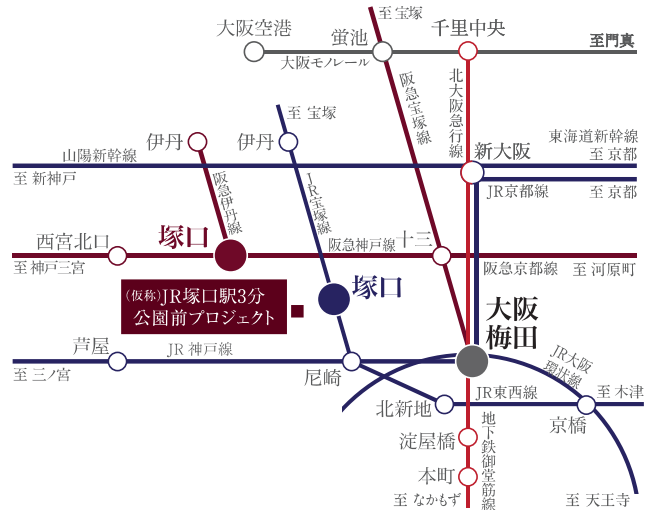 至 宝塚
大阪空港
蛍池
千里中央
至門真
大阪モノレール
阪急宝塚線
北大阪急行線
至 宝塚
伊丹
伊丹
新大阪
東海道新幹線
至 京都
山陽新幹線
至 新神戸
阪急伊丹線
JR宝塚線
JR京都線
至 京都
西宮北口
塚口
阪急神戸線
十三
至 神戸三宮
阪急京都線
至 河原町
塚口
(仮称)JR塚口駅3分
公園前プロジェクト
大阪
梅田
芦屋
JR 神戸線
至 三ノ宮
尼崎
JR大阪
環状線
北新地
JR東西線
至 木津
京橋
淀屋橋
地下鉄御堂筋線
本町
至 なかもず
至 天王寺